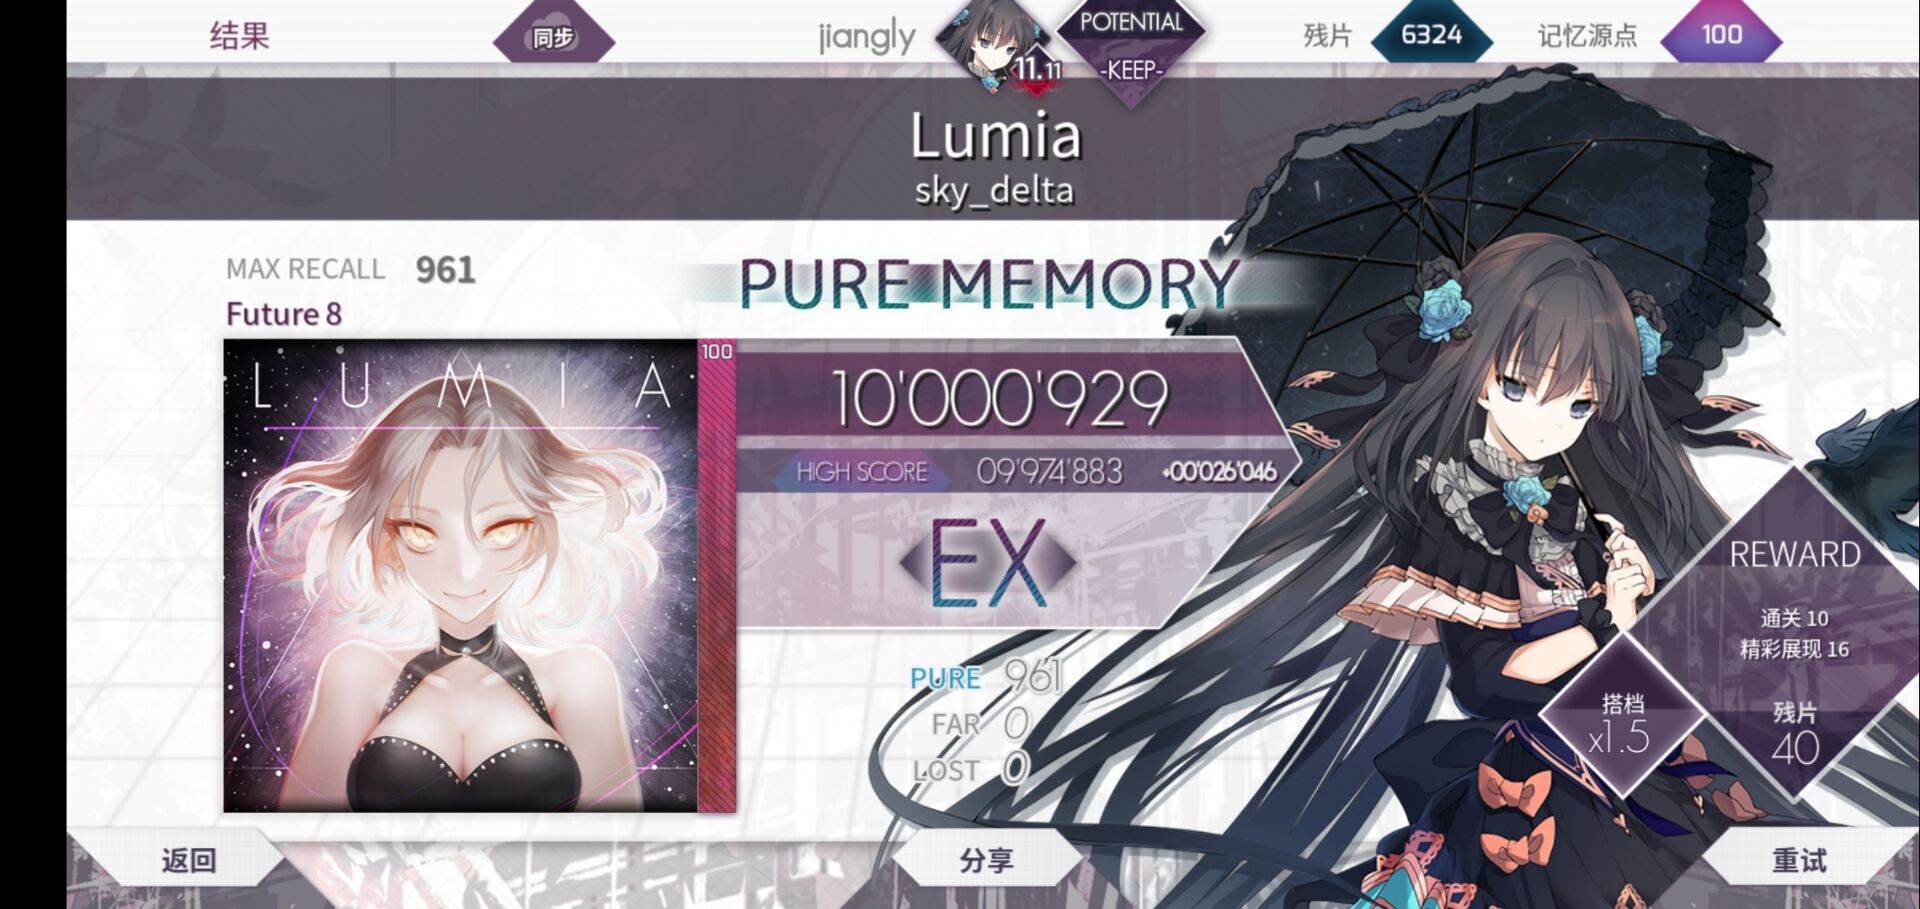 结果
同步
jiangly
11.11
POTENTIAL
-KEEP-
残片
6324
记忆源点
100
Lumia
sky_delta
MAX RECALL 961
Future 8
PURE MEMORY
LUMIA
100
10'000'929
HIGH SCORE 09'974'883 +00'026'046
EX
PURE 961
FAR 0
LOST 0
REWARD
通关 10
精彩展现 16
搭档
x1.5
残片
40
返回
分享
重试